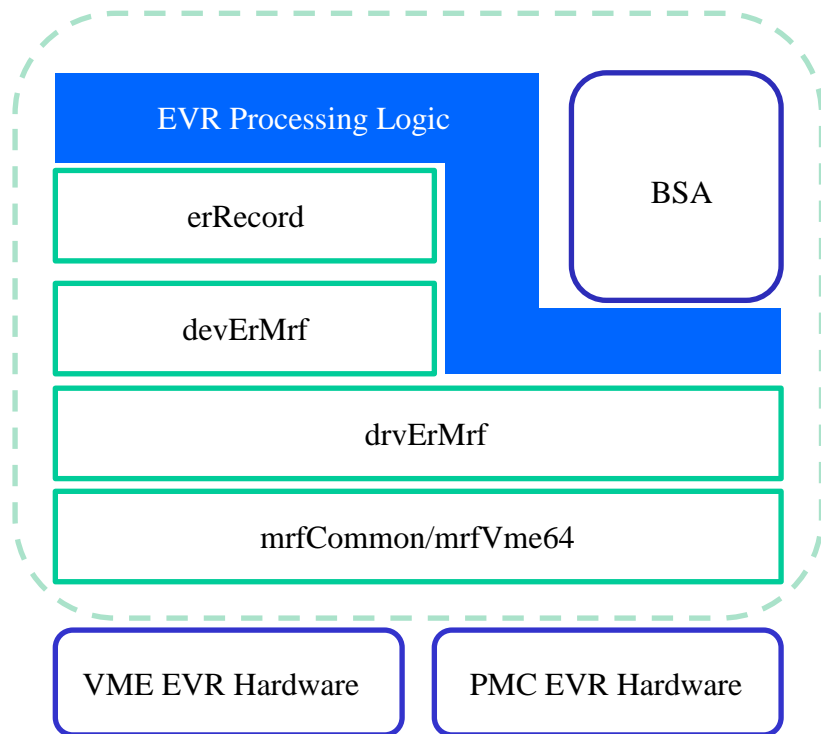 EVR Processing Logic
BSA
erRecord
devErMrf
drvErMrf
mrfCommon/mrfVme64
VME EVR Hardware
PMC EVR Hardware